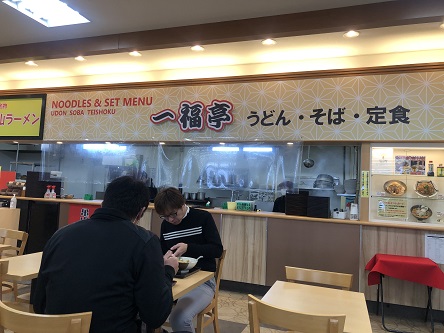 山ラーメン
NOODLES & SET MENU
UDON SOBA TEISHOKU
一福亭
うどん・そば・定食